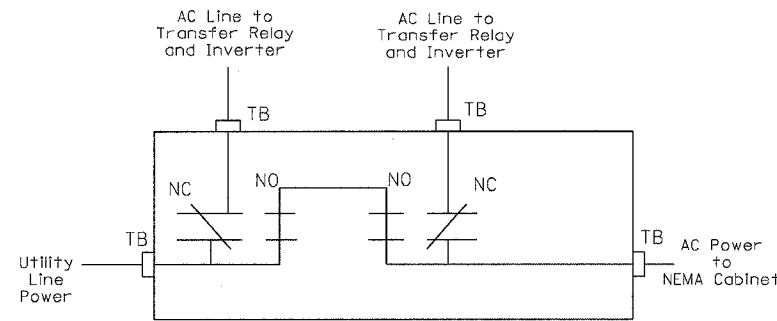 AC Line to
Transfer Relay
and Inverter
AC Line to
Transfer Relay
and Inverter
TB
TB
NC
NO
NO
NC
TB
TB
Utility
Line
Power
AC Power
to
NEMA Cabinet